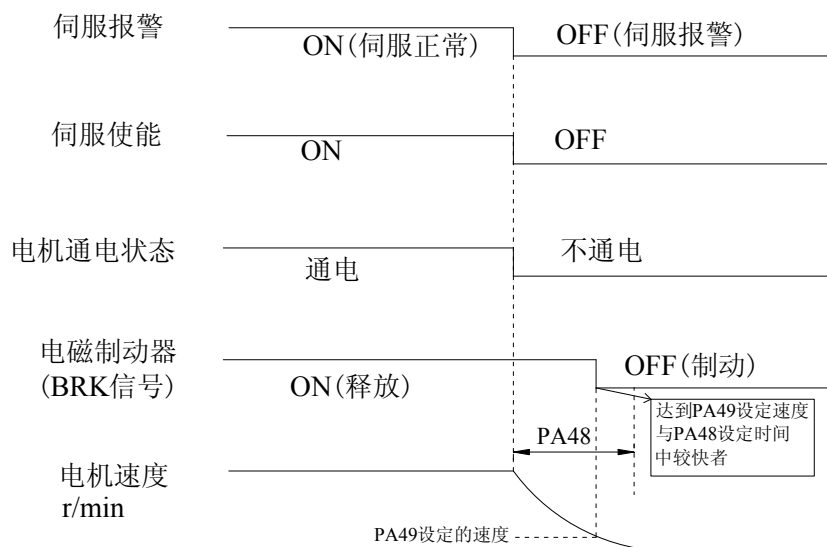 伺服报警
ON(伺服正常)
OFF(伺服报警)
伺服使能
ON
OFF
电机通电状态
通电
不通电
电磁制动器
(BRK信号)
ON(释放)
OFF(制动)
达到PA49设定速度
与PA48设定时间
中较快者
PA48
电机速度
r/min
PA49设定的速度